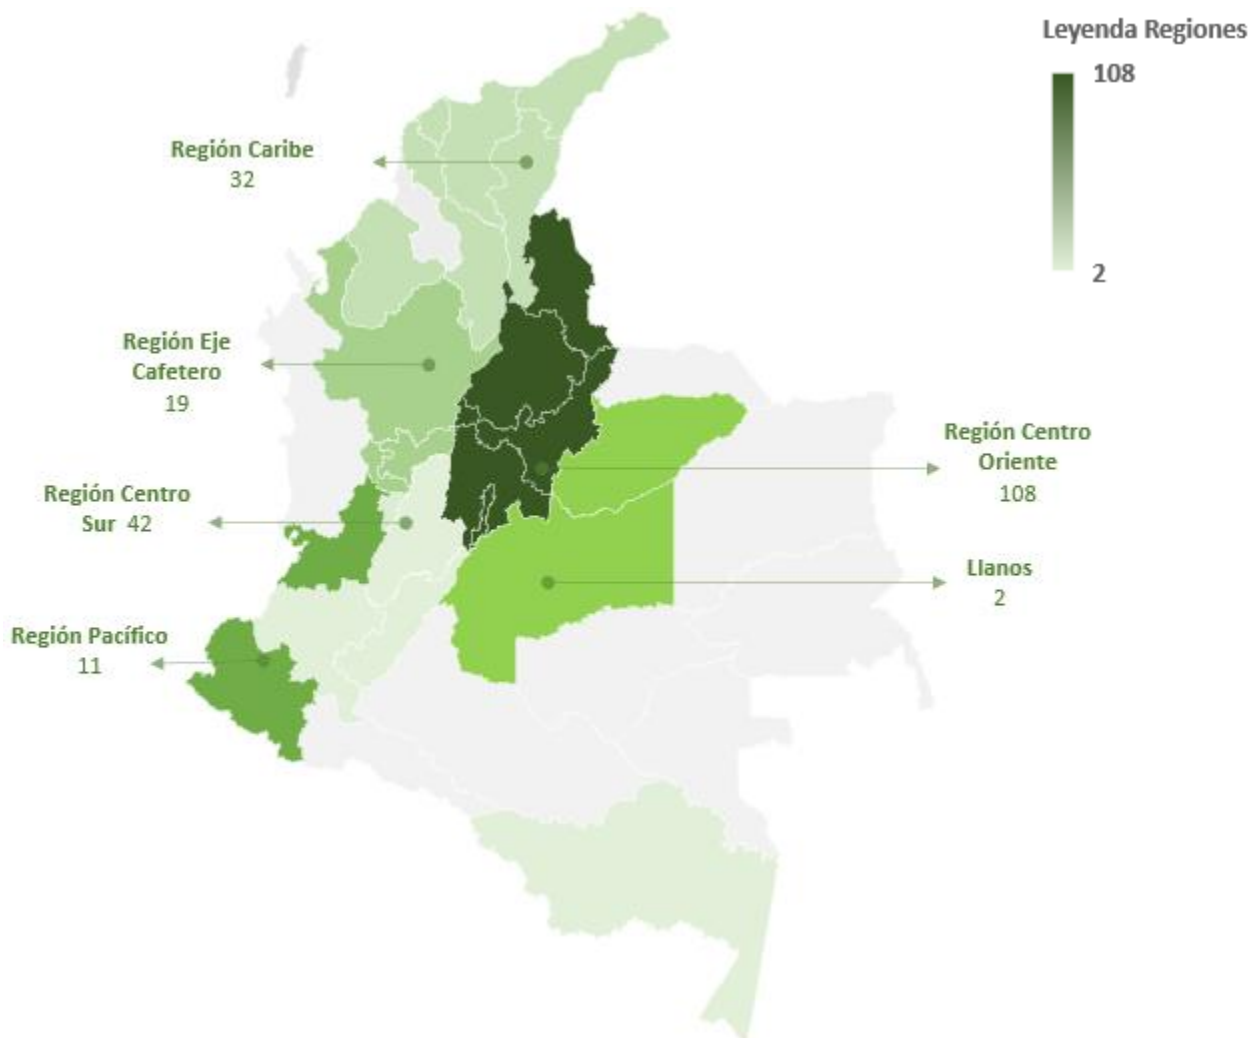 Leyenda Regiones
108
2
Región Caribe
32
Región Eje
Cafetero
19
Región Centro
Oriente
108
Región Centro
Sur 42
Llanos
2
Región Pacífico
11